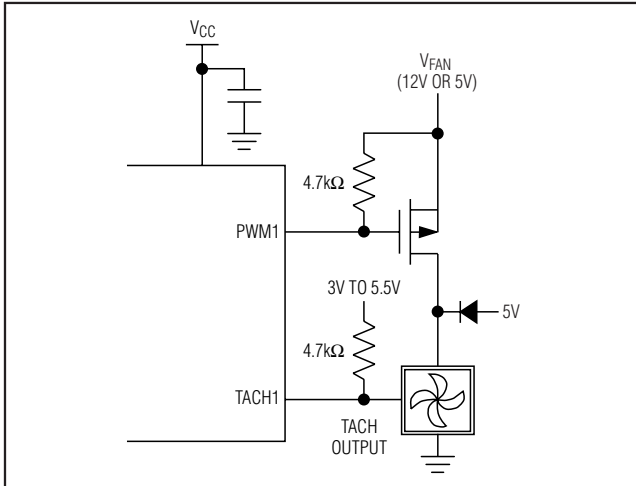 VCC
VFAN
(12V OR 5V)
4.7kΩ
PWM1
3V TO 5.5V
5V
4.7kΩ
TACH1
TACH
OUTPUT